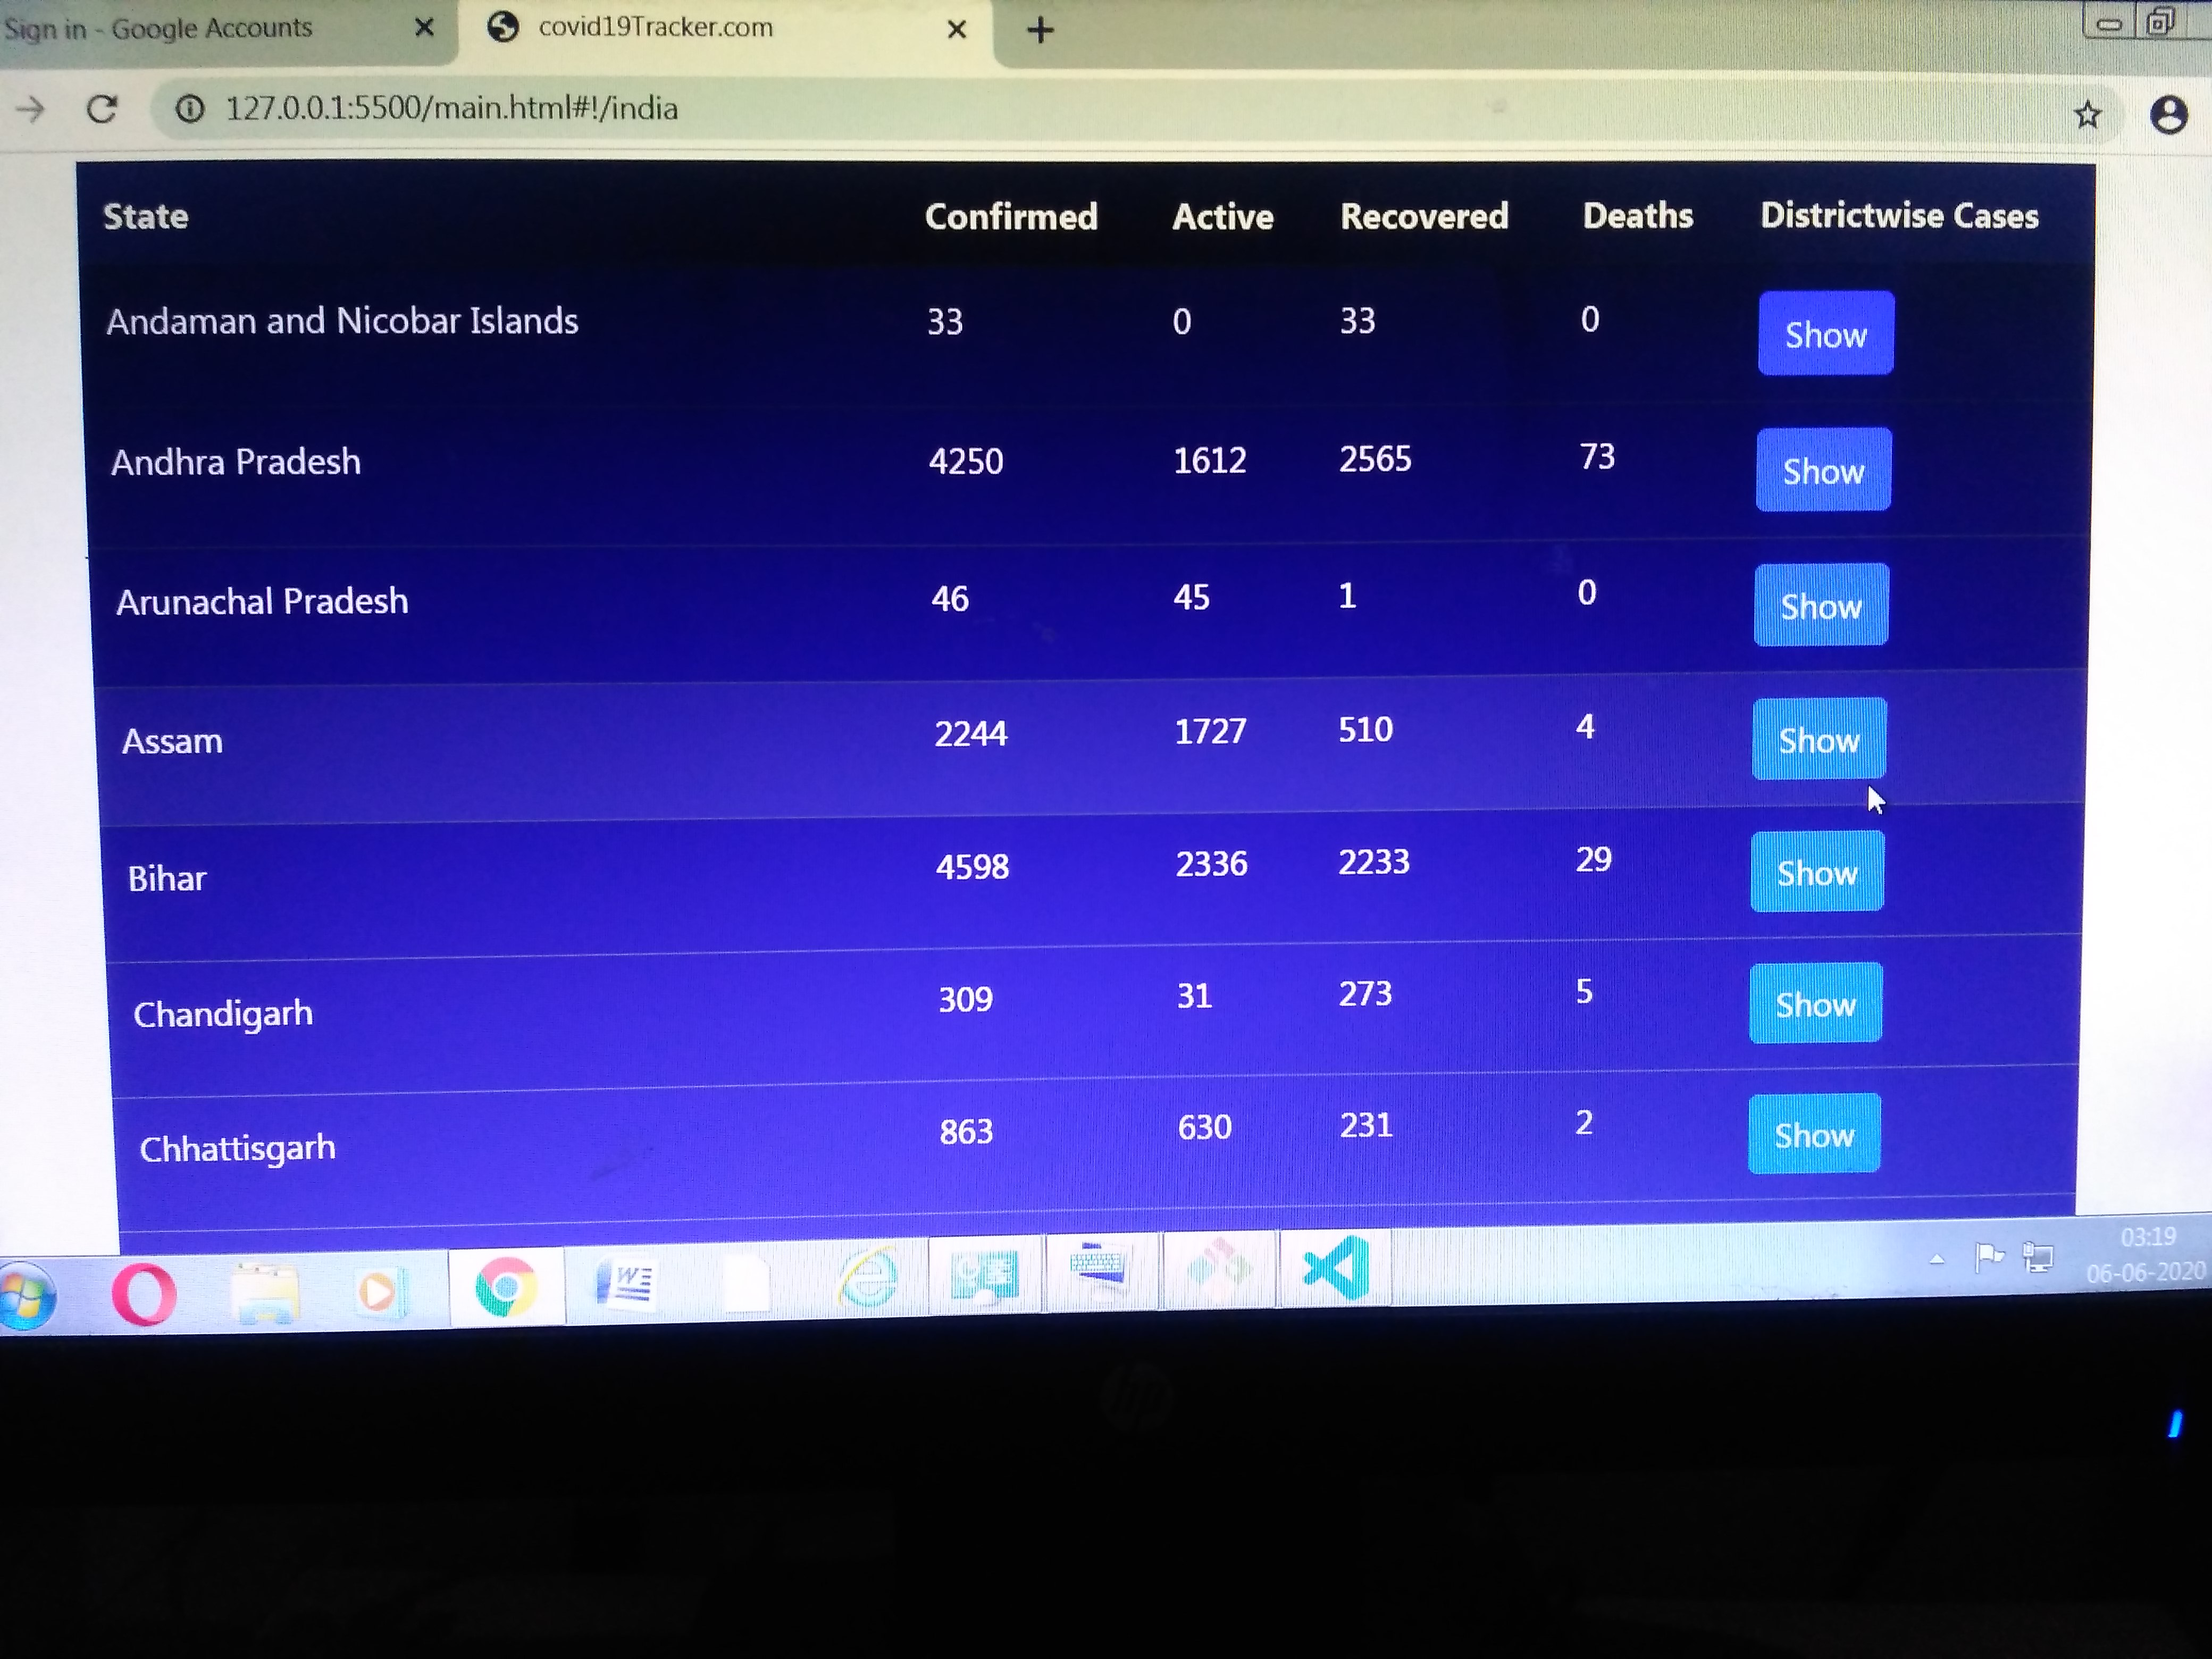 Sign in - Google Accounts
covid19Tracker.com
127.0.0.1:5500/main.html#!/india
State Confirmed Active Recovered Deaths Districtwise Cases
Andaman and Nicobar Islands 33 0 33 0 Show
Andhra Pradesh 4250 1612 2565 73 Show
Arunachal Pradesh 46 45 1 0 Show
Assam 2244 1727 510 4 Show
Bihar 4598 2336 2233 29 Show
Chandigarh 309 31 273 5 Show
Chhattisgarh 863 630 231 2 Show
W
03:19
06-06-2020
hp